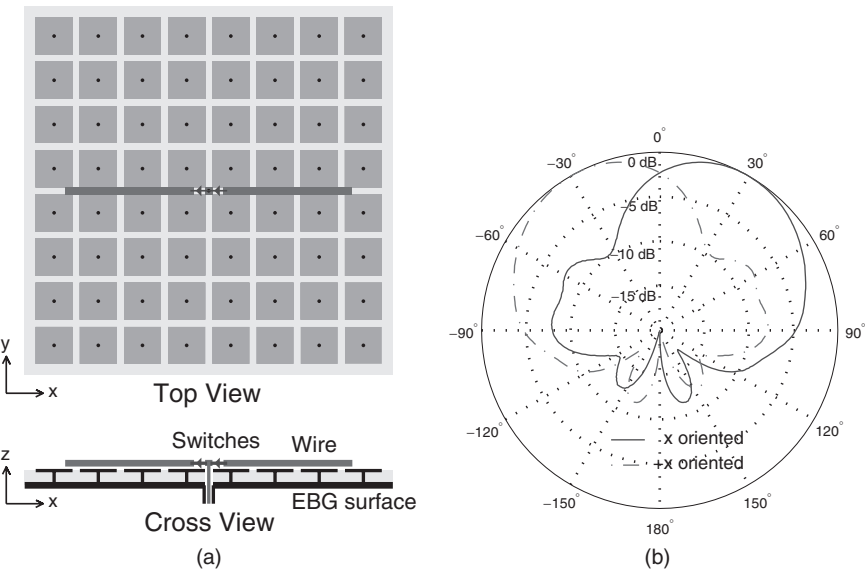 y
x
Top View
z
x
Switches
Wire
EBG surface
Cross View
(a)
0°
−30°
30°
−60°
60°
−90°
90°
−120°
120°
−150°
150°
180°
0 dB
−5 dB
−10 dB
−15 dB
-x oriented
+x oriented
(b)